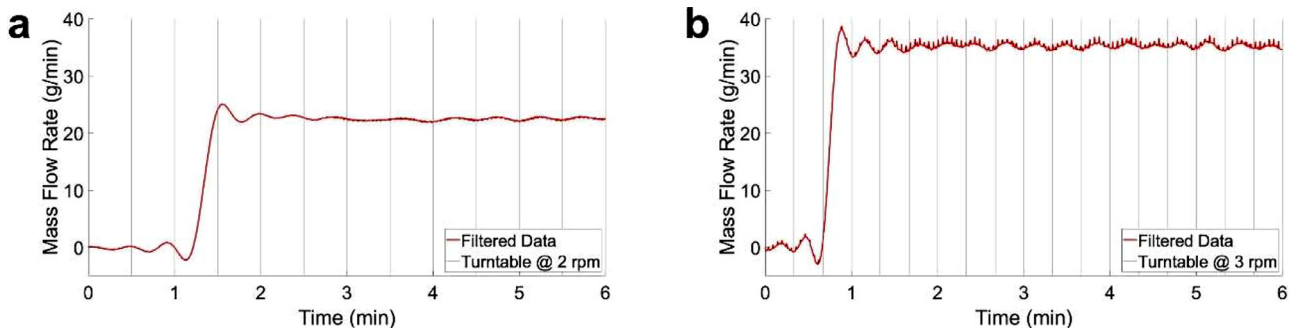 a
Mass Flow Rate (g/min)
40
30
20
10
0
0 1 2 3 4 5 6
Time (min)
Filtered Data
Turntable @ 2 rpm
b
Mass Flow Rate (g/min)
40
30
20
10
0
0 1 2 3 4 5 6
Time (min)
Filtered Data
Turntable @ 3 rpm